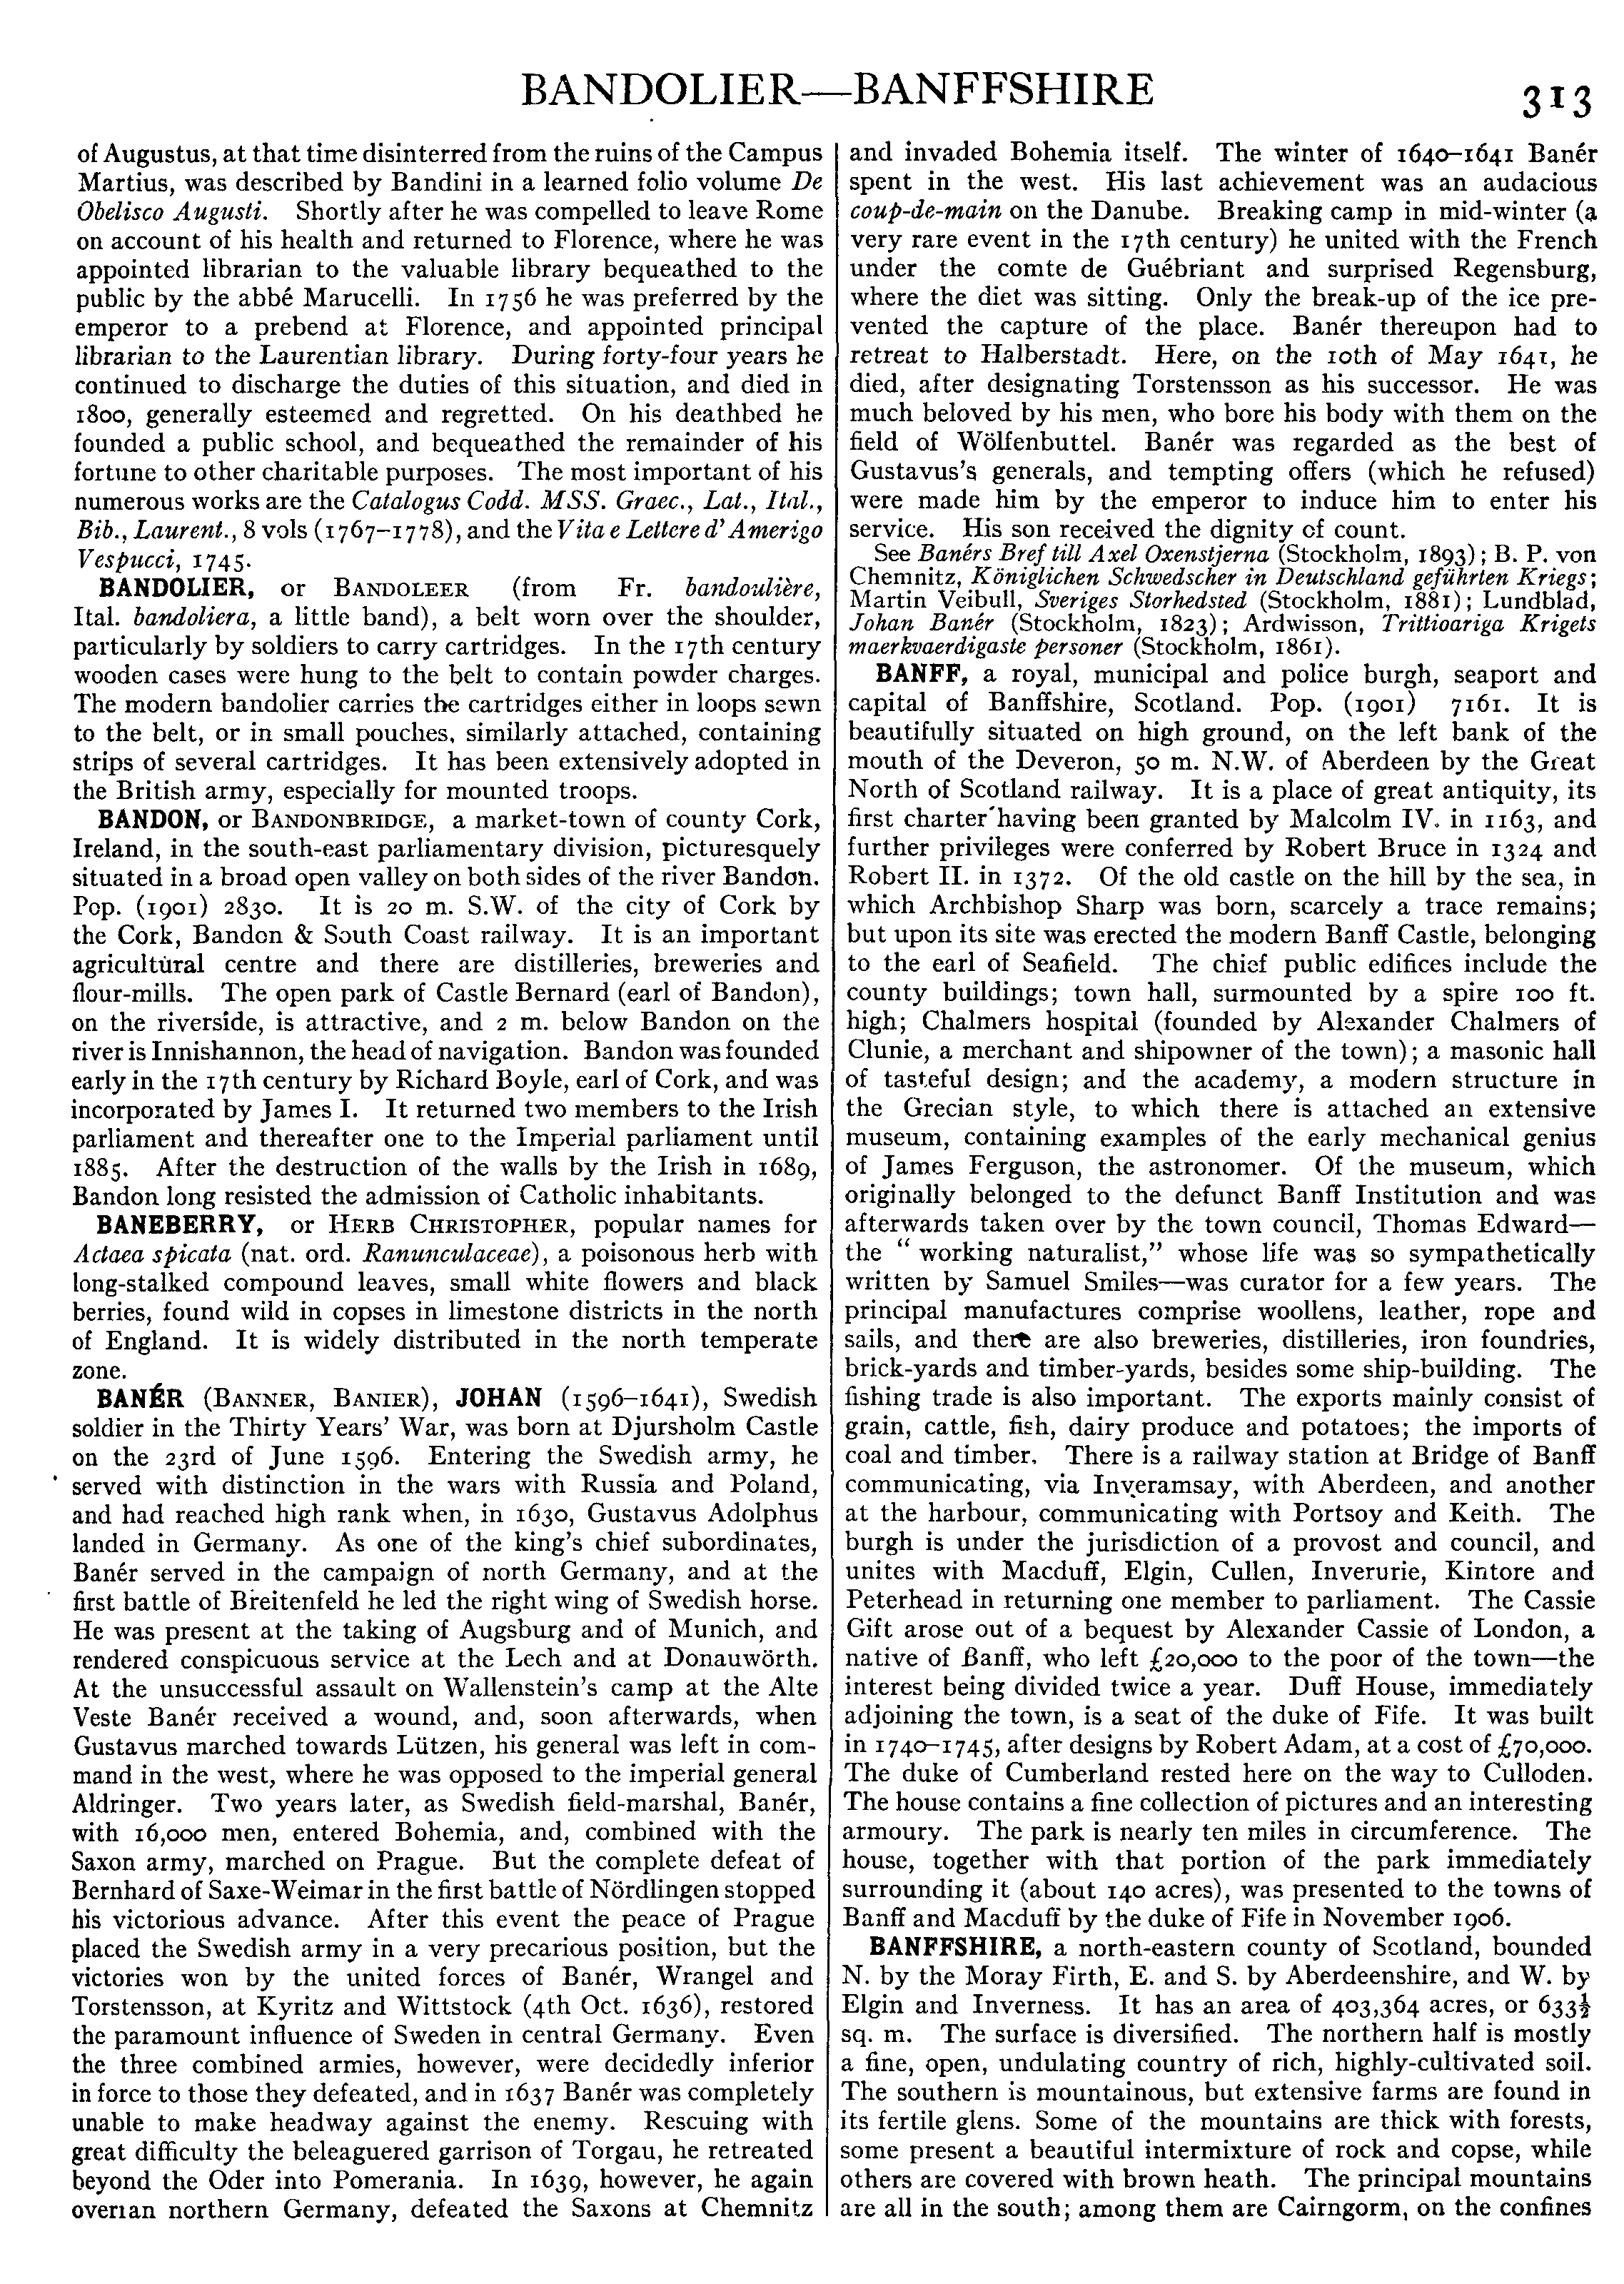 BANDOLIER—BANFFSHIRE
313
of Augustus, at that time disinterred from the ruins of the Campus
Martius, was described by Bandini in a learned folio volume De
Obelisco Augusti. Shortly after he was compelled to leave Rome
on account of his health and returned to Florence, where he was
appointed librarian to the valuable library bequeathed to the
public by the abbé Marucelli. In 1756 he was preferred by the
emperor to a prebend at Florence, and appointed principal
librarian to the Laurentian library. During forty-four years he
continued to discharge the duties of this situation, and died in
1800, generally esteemed and regretted. On his deathbed he
founded a public school, and bequeathed the remainder of his
fortune to other charitable purposes. The most important of his
numerous works are the Catalogus Codd. MSS. Graec., Lat., Ital.,
Bib., Laurent., 8 vols (1767–1778), and the Vita e Lettere d' Amerigo
Vespucci, 1745.
BANDOLIER, or BANDOLEER (from Fr. bandoulière,
Ital. bandoliera, a little band), a belt worn over the shoulder,
particularly by soldiers to carry cartridges. In the 17th century
wooden cases were hung to the belt to contain powder charges.
The modern bandolier carries the cartridges either in loops sewn
to the belt, or in small pouches, similarly attached, containing
strips of several cartridges. It has been extensively adopted in
the British army, especially for mounted troops.
BANDON, or BANDONBRIDGE, a market-town of county Cork,
Ireland, in the south-east parliamentary division, picturesquely
situated in a broad open valley on both sides of the river Bandon.
Pop. (1901) 2830. It is 20 m. S.W. of the city of Cork by
the Cork, Bandon & South Coast railway. It is an important
agricultural centre and there are distilleries, breweries and
flour-mills. The open park of Castle Bernard (earl of Bandon),
on the riverside, is attractive, and 2 m. below Bandon on the
river is Innishannon, the head of navigation. Bandon was founded
early in the 17th century by Richard Boyle, earl of Cork, and was
incorporated by James I. It returned two members to the Irish
parliament and thereafter one to the Imperial parliament until
1885. After the destruction of the walls by the Irish in 1689,
Bandon long resisted the admission of Catholic inhabitants.
BANEBERRY, or HERB CHRISTOPHER, popular names for
Actaea spicata (nat. ord. Ranunculaceae), a poisonous herb with
long-stalked compound leaves, small white flowers and black
berries, found wild in copses in limestone districts in the north
of England. It is widely distributed in the north temperate
zone.
BANÉR (BANNER, BANIER), JOHAN (1596–1641), Swedish
soldier in the Thirty Years' War, was born at Djursholm Castle
on the 23rd of June 1596. Entering the Swedish army, he
served with distinction in the wars with Russia and Poland,
and had reached high rank when, in 1630, Gustavus Adolphus
landed in Germany. As one of the king's chief subordinates,
Banér served in the campaign of north Germany, and at the
first battle of Breitenfeld he led the right wing of Swedish horse.
He was present at the taking of Augsburg and of Munich, and
rendered conspicuous service at the Lech and at Donauwörth.
At the unsuccessful assault on Wallenstein's camp at the Alte
Veste Banér received a wound, and, soon afterwards, when
Gustavus marched towards Lützen, his general was left in com-
mand in the west, where he was opposed to the imperial general
Aldringer. Two years later, as Swedish field-marshal, Banér,
with 16,000 men, entered Bohemia, and, combined with the
Saxon army, marched on Prague. But the complete defeat of
Bernhard of Saxe-Weimar in the first battle of Nördlingen stopped
his victorious advance. After this event the peace of Prague
placed the Swedish army in a very precarious position, but the
victories won by the united forces of Banér, Wrangel and
Torstensson, at Kyritz and Wittstock (4th Oct. 1636), restored
the paramount influence of Sweden in central Germany. Even
the three combined armies, however, were decidedly inferior
in force to those they defeated, and in 1637 Banér was completely
unable to make headway against the enemy. Rescuing with
great difficulty the beleaguered garrison of Torgau, he retreated
beyond the Oder into Pomerania. In 1639, however, he again
overran northern Germany, defeated the Saxons at Chemnitz
and invaded Bohemia itself. The winter of 1640–1641 Banér
spent in the west. His last achievement was an audacious
coup-de-main on the Danube. Breaking camp in mid-winter (a
very rare event in the 17th century) he united with the French
under the comte de Guébriant and surprised Regensburg,
where the diet was sitting. Only the break-up of the ice pre-
vented the capture of the place. Banér thereupon had to
retreat to Halberstadt. Here, on the 10th of May 1641, he
died, after designating Torstensson as his successor. He was
much beloved by his men, who bore his body with them on the
field of Wölfenbuttel. Banér was regarded as the best of
Gustavus's generals, and tempting offers (which he refused)
were made him by the emperor to induce him to enter his
service. His son received the dignity of count.
See Banérs Bref till Axel Oxenstjerna (Stockholm, 1893); B. P. von
Chemnitz, Königlichen Schwedscher in Deutschland geführten Kriegs;
Martin Veibull, Sveriges Storhedsted (Stockholm, 1881); Lundblad,
Johan Banér (Stockholm, 1823); Ardwisson, Trittioariga Krigets
maerkvaerdigaste personer (Stockholm, 1861).
BANFF, a royal, municipal and police burgh, seaport and
capital of Banffshire, Scotland. Pop. (1901) 7161. It is
beautifully situated on high ground, on the left bank of the
mouth of the Deveron, 50 m. N.W. of Aberdeen by the Great
North of Scotland railway. It is a place of great antiquity, its
first charter having been granted by Malcolm IV. in 1163, and
further privileges were conferred by Robert Bruce in 1324 and
Robert II. in 1372. Of the old castle on the hill by the sea, in
which Archbishop Sharp was born, scarcely a trace remains;
but upon its site was erected the modern Banff Castle, belonging
to the earl of Seafield. The chief public edifices include the
county buildings; town hall, surmounted by a spire 100 ft.
high; Chalmers hospital (founded by Alexander Chalmers of
Clunie, a merchant and shipowner of the town); a masonic hall
of tasteful design; and the academy, a modern structure in
the Grecian style, to which there is attached an extensive
museum, containing examples of the early mechanical genius
of James Ferguson, the astronomer. Of the museum, which
originally belonged to the defunct Banff Institution and was
afterwards taken over by the town council, Thomas Edward—
the “ working naturalist,” whose life was so sympathetically
written by Samuel Smiles—was curator for a few years. The
principal manufactures comprise woollens, leather, rope and
sails, and there are also breweries, distilleries, iron foundries,
brick-yards and timber-yards, besides some ship-building. The
fishing trade is also important. The exports mainly consist of
grain, cattle, fish, dairy produce and potatoes; the imports of
coal and timber. There is a railway station at Bridge of Banff
communicating, via Inveramsay, with Aberdeen, and another
at the harbour, communicating with Portsoy and Keith. The
burgh is under the jurisdiction of a provost and council, and
unites with Macduff, Elgin, Cullen, Inverurie, Kintore and
Peterhead in returning one member to parliament. The Cassie
Gift arose out of a bequest by Alexander Cassie of London, a
native of Banff, who left £20,000 to the poor of the town—the
interest being divided twice a year. Duff House, immediately
adjoining the town, is a seat of the duke of Fife. It was built
in 1740–1745, after designs by Robert Adam, at a cost of £70,000.
The duke of Cumberland rested here on the way to Culloden.
The house contains a fine collection of pictures and an interesting
armoury. The park is nearly ten miles in circumference. The
house, together with that portion of the park immediately
surrounding it (about 140 acres), was presented to the towns of
Banff and Macduff by the duke of Fife in November 1906.
BANFFSHIRE, a north-eastern county of Scotland, bounded
N. by the Moray Firth, E. and S. by Aberdeenshire, and W. by
Elgin and Inverness. It has an area of 403,364 acres, or 633½
sq. m. The surface is diversified. The northern half is mostly
a fine, open, undulating country of rich, highly-cultivated soil.
The southern is mountainous, but extensive farms are found in
its fertile glens. Some of the mountains are thick with forests,
some present a beautiful intermixture of rock and copse, while
others are covered with brown heath. The principal mountains
are all in the south; among them are Cairngorm, on the confines